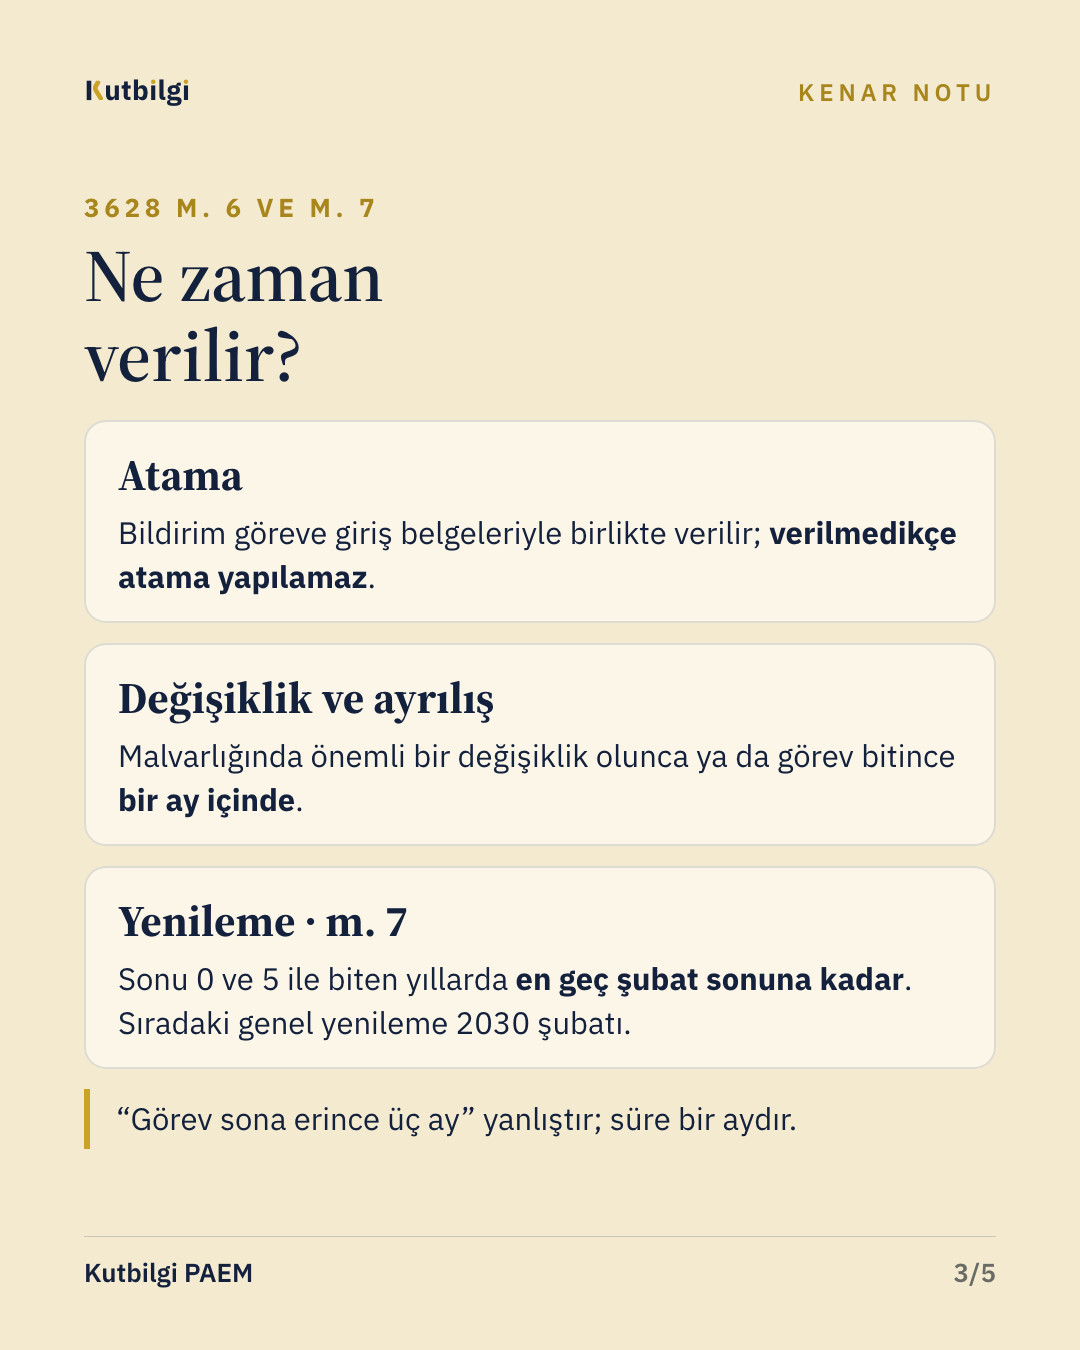 Kutbilgi
KENAR NOTU
3628 M. 6 VE M. 7
Ne zaman
verilir?
Atama
Bildirim göreve giriş belgeleriyle birlikte verilir; verilmedikçe
atama yapılamaz.
Değişiklik ve ayrılış
Malvarlığında önemli bir değişiklik olunca ya da görev bitince
bir ay içinde.
Yenileme · m. 7
Sonu 0 ve 5 ile biten yıllarda en geç şubat sonuna kadar.
Sıradaki genel yenileme 2030 şubatı.
“Görev sona erince üç ay” yanlıştır; süre bir aydır.
Kutbilgi PAEM
3/5